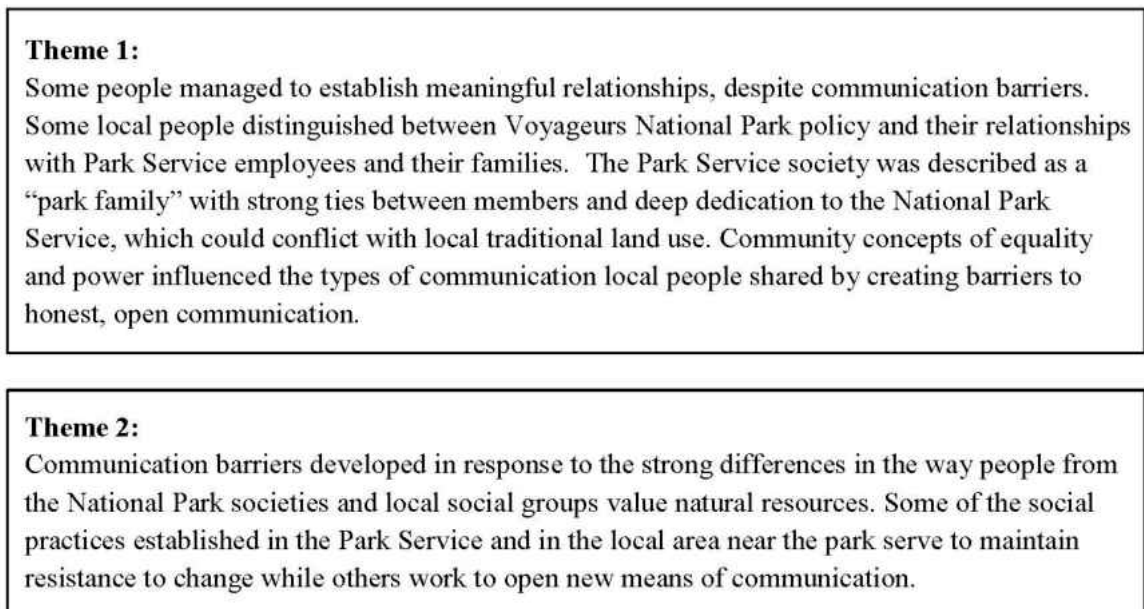 Theme 1:
Some people managed to establish meaningful relationships, despite communication barriers.
Some local people distinguished between Voyageurs National Park policy and their relationships
with Park Service employees and their families.  The Park Service society was described as a
“park family” with strong ties between members and deep dedication to the National Park
Service, which could conflict with local traditional land use. Community concepts of equality
and power influenced the types of communication local people shared by creating barriers to
honest, open communication.
Theme 2:
Communication barriers developed in response to the strong differences in the way people from
the National Park societies and local social groups value natural resources. Some of the social
practices established in the Park Service and in the local area near the park serve to maintain
resistance to change while others work to open new means of communication.